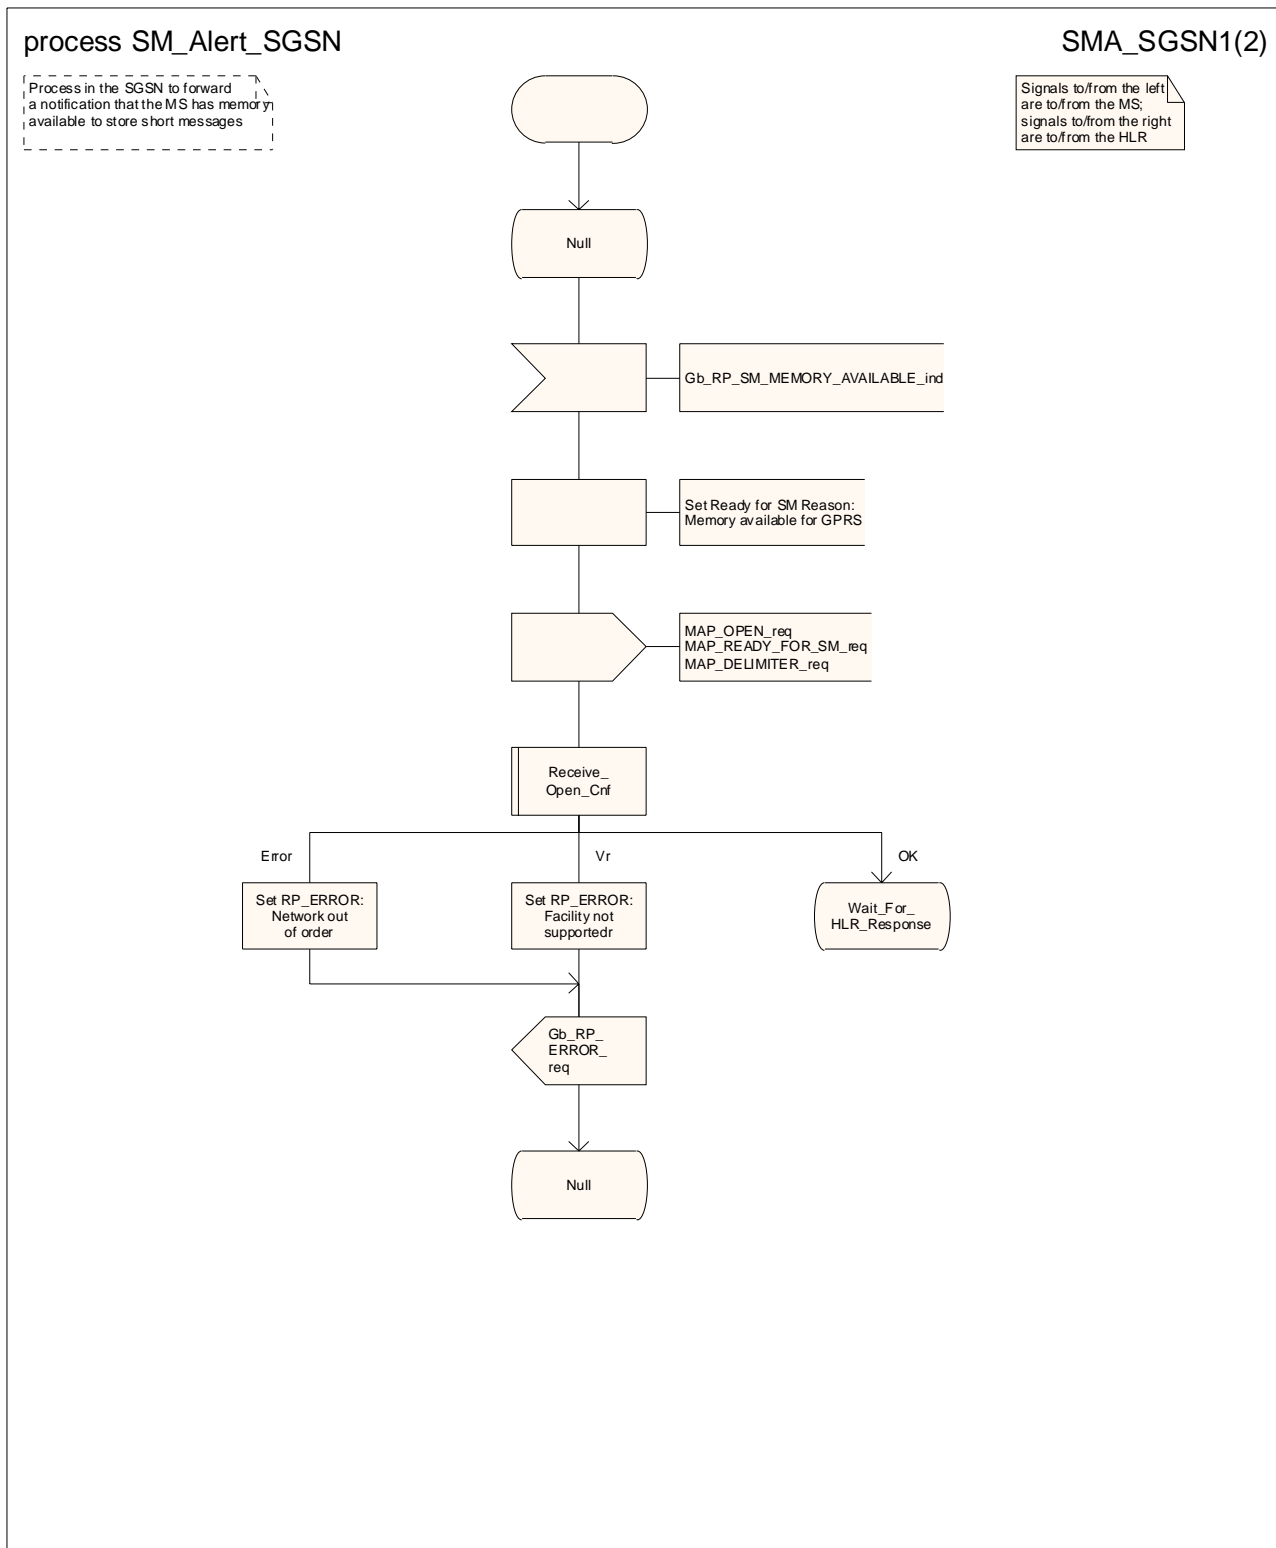 process SM_Alert_SGSN
SMA_SGSN1(2)
Process in the SGSN to forward
a notification that the MS has memory
available to store short messages
Signals to/from the left
are to/from the MS;
signals to/from the right
are to/from the HLR
Null
Gb_RP_SM_MEMORY_AVAILABLE_ind
Set Ready for SM Reason:
Memory available for GPRS
MAP_OPEN_req
MAP_READY_FOR_SM_req
MAP_DELIMITER_req
Receive_
Open_Cnf
Error
Vr
OK
Set RP_ERROR:
Network out
of order
Set RP_ERROR:
Facility not
supportedr
Wait_For_
HLR_Response
Gb_RP_
ERROR_
req
Null